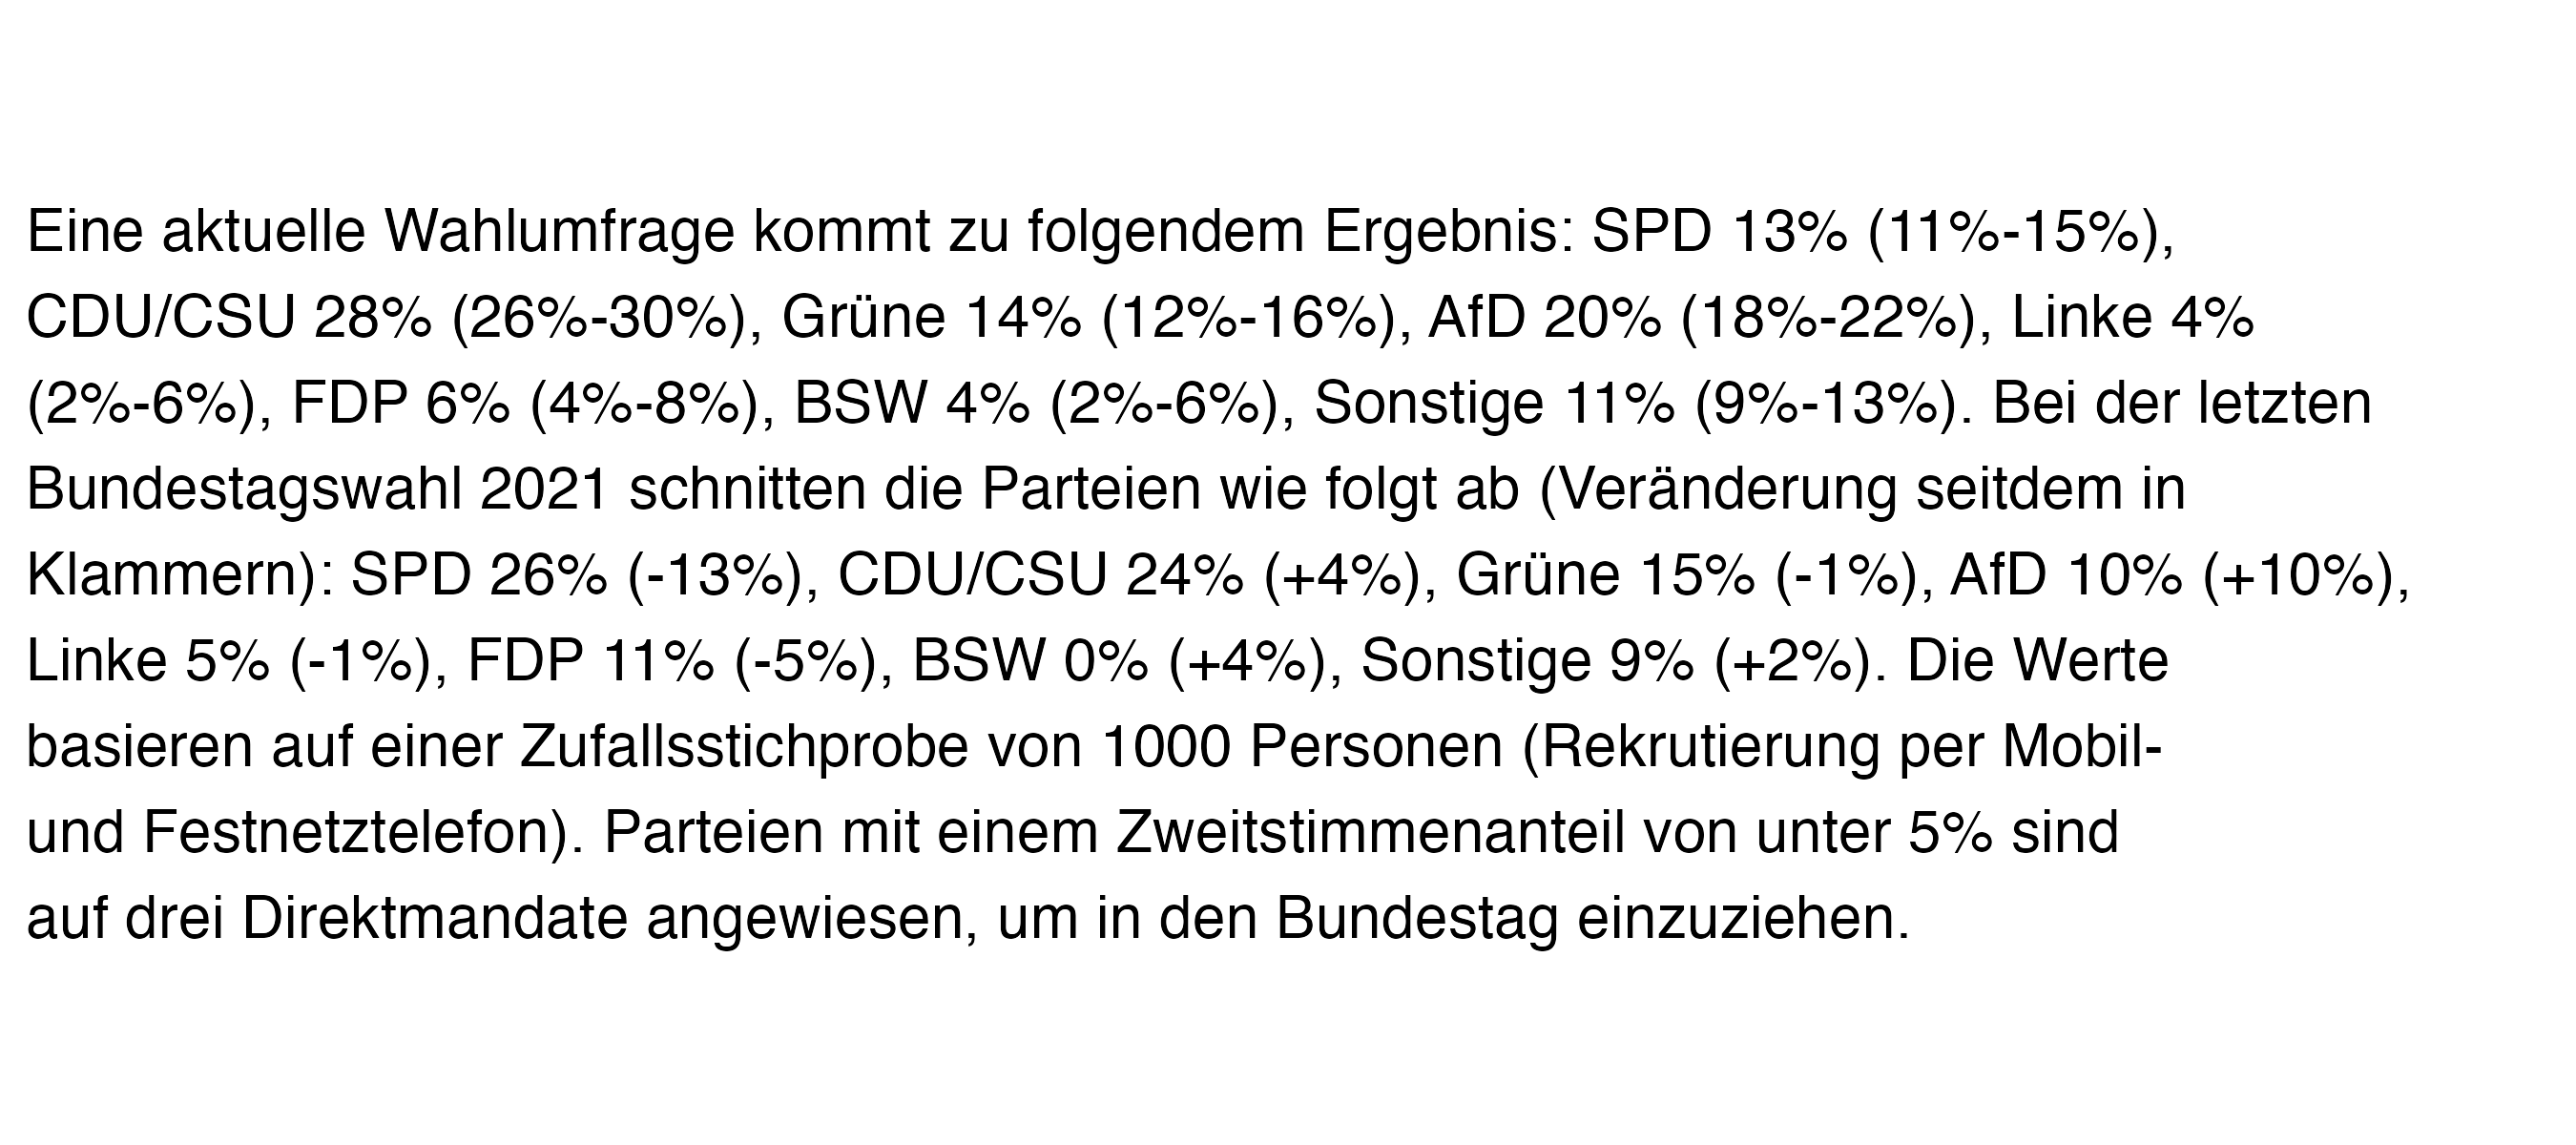 Eine aktuelle Wahlumfrage kommt zu folgendem Ergebnis: SPD 13% (11%-15%),
CDU/CSU 28% (26%-30%), Grüne 14% (12%-16%), AfD 20% (18%-22%), Linke 4%
(2%-6%), FDP 6% (4%-8%), BSW 4% (2%-6%), Sonstige 11% (9%-13%). Bei der letzten
Bundestagswahl 2021 schnitten die Parteien wie folgt ab (Veränderung seitdem in
Klammern): SPD 26% (-13%), CDU/CSU 24% (+4%), Grüne 15% (-1%), AfD 10% (+10%),
Linke 5% (-1%), FDP 11% (-5%), BSW 0% (+4%), Sonstige 9% (+2%). Die Werte
basieren auf einer Zufallsstichprobe von 1000 Personen (Rekrutierung per Mobil-
und Festnetztelefon). Parteien mit einem Zweitstimmenanteil von unter 5% sind
auf drei Direktmandate angewiesen, um in den Bundestag einzuziehen.